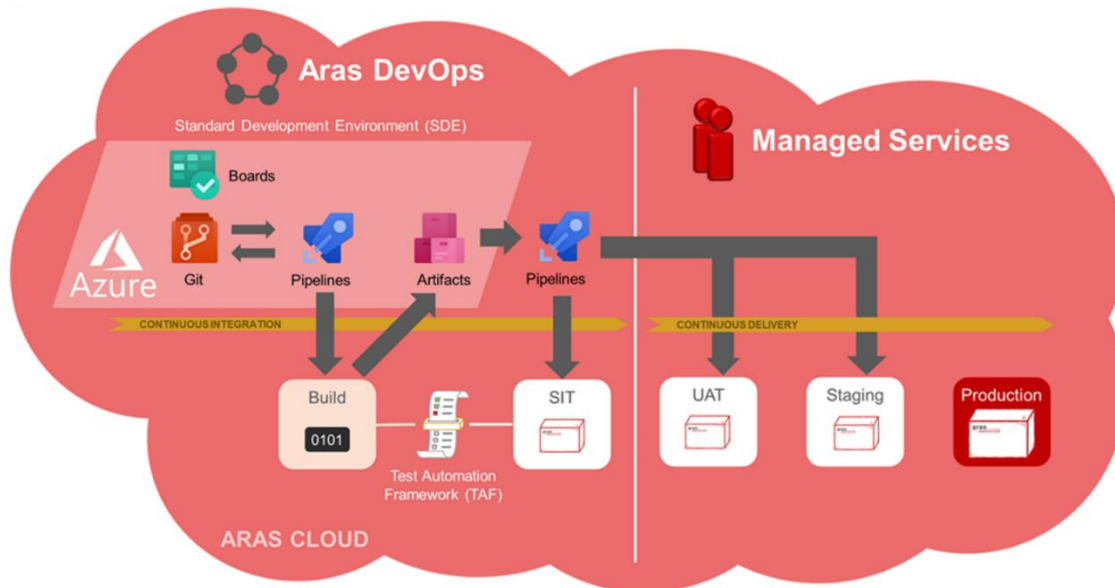 Aras DevOps
Standard Development Environment (SDE)
Boards
Azure
Git
Pipelines
Artifacts
Pipelines
CONTINUOUS INTEGRATION
Build
0101
Test Automation
Framework (TAF)
SIT
ARAS CLOUD
Managed Services
CONTINUOUS DELIVERY
UAT
Staging
Production
aras